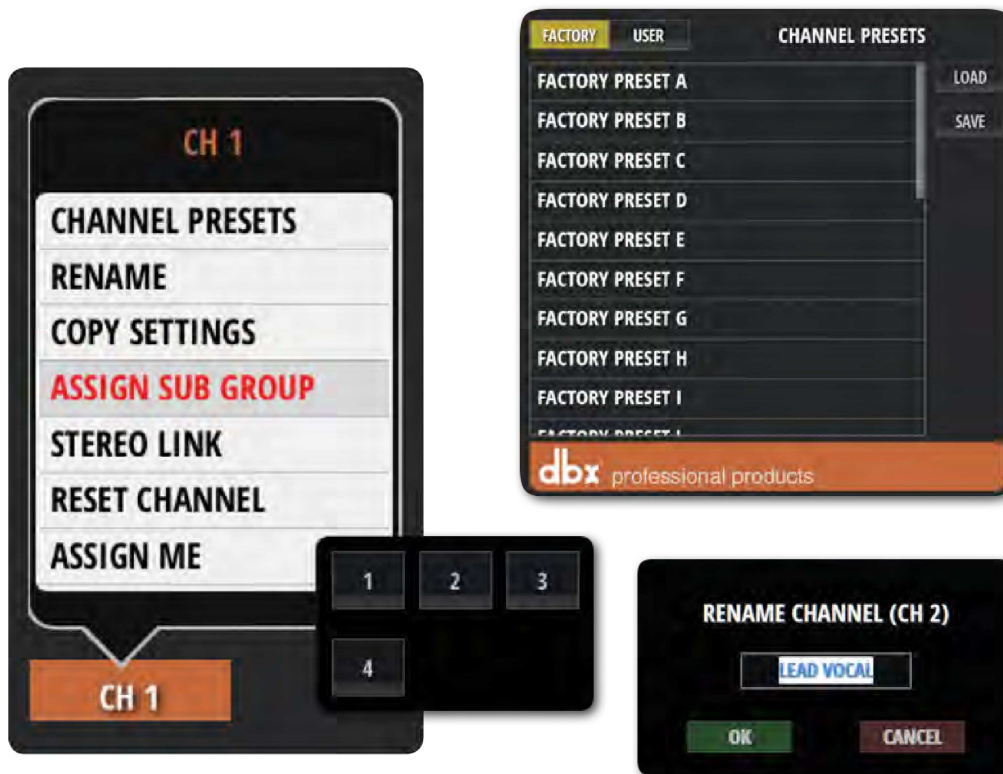 CH 1
CHANNEL PRESETS
RENAME
COPY SETTINGS
ASSIGN SUB GROUP
STEREO LINK
RESET CHANNEL
ASSIGN ME
CH 1
1 2 3
4
FACTORY USER CHANNEL PRESETS
LOAD
SAVE
FACTORY PRESET A
FACTORY PRESET B
FACTORY PRESET C
FACTORY PRESET D
FACTORY PRESET E
FACTORY PRESET F
FACTORY PRESET G
FACTORY PRESET H
FACTORY PRESET I
FACTORY PRESET
dbx professional products
RENAME CHANNEL (CH 2)
LEAD VOCAL
OK CANCEL